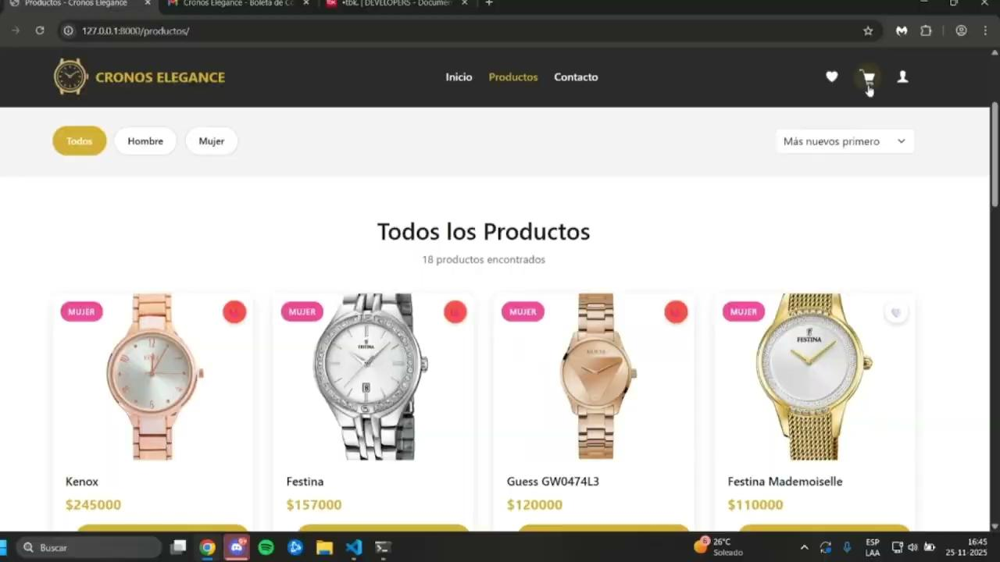 Productos - Cronos Elegance
Cronos Elegance - Boleta de Co
•tbk. | DEVELOPERS - Documen
127.0.0.1:8000/productos/
CRONOS ELEGANCE
Inicio
Productos
Contacto
Todos
Hombre
Mujer
Más nuevos primero
Todos los Productos
18 productos encontrados
MUJER
MUJER
FESTINA
MUJER
GUESS
MUJER
FESTINA
Kenox
Festina
Guess GW0474L3
Festina Mademoiselle
$245000
$157000
$120000
$110000
Buscar
26°C
Soleado
ESP
LAA
16:45
25-11-2025